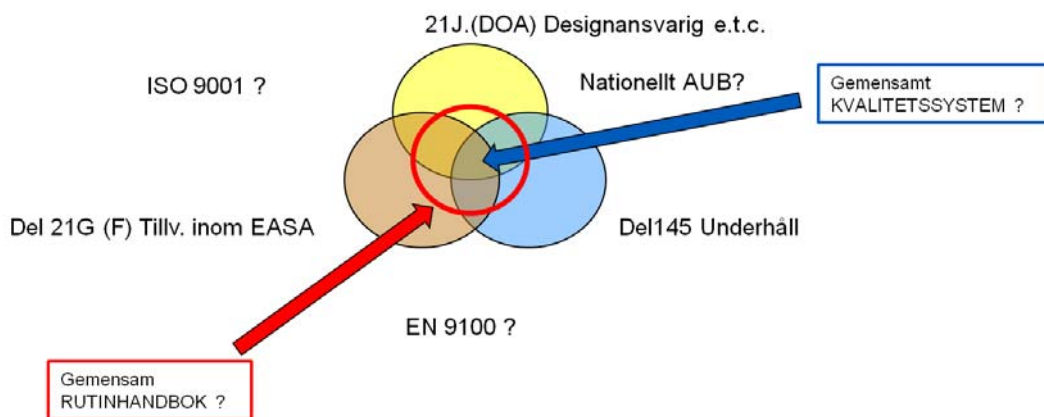 21J.(DOA) Designansvarig e.t.c.
ISO 9001 ?
Nationellt AUB?
Gemensamt
KVALITETSSYSTEM ?
Del 21G (F) Tillv. inom EASA
Del145 Underhåll
EN 9100 ?
Gemensam
RUTINHANDBOK ?